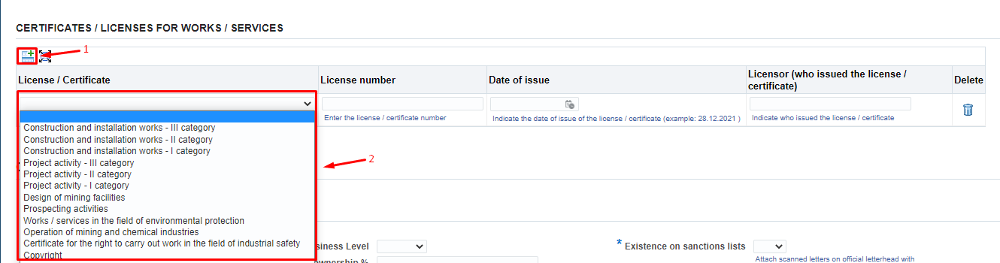 CERTIFICATES / LICENSES FOR WORKS / SERVICES
1
License / Certificate
License number
Date of issue
Licensor (who issued the license /
certificate)
Delete
Enter the license / certificate number
Indicate the date of issue of the license / certificate (example: 28.12.2021 )
Indicate who issued the license / certificate
Construction and installation works - III category
Construction and installation works - II category
Construction and installation works - I category
Project activity - III category
2
Project activity - II category
Project activity - I category
Design of mining facilities
Prospecting activities
Works / services in the field of environmental protection
Operation of mining and chemical industries
Certificate for the right to carry out work in the field of industrial safety
Copyright
siness Level
* Existence on sanctions lists
ownership %
Attach scanned letters on official letterhead with